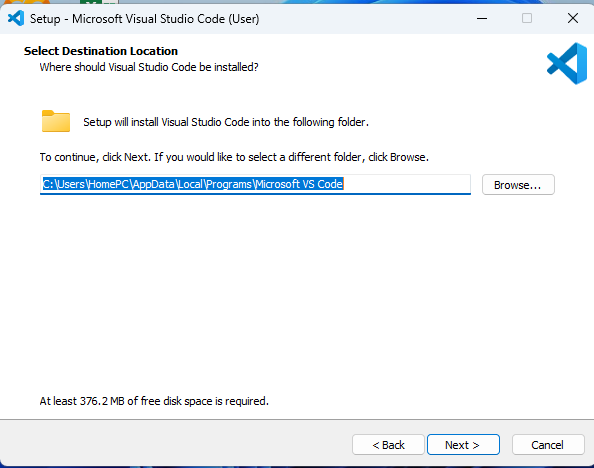 Setup - Microsoft Visual Studio Code (User)
Select Destination Location
Where should Visual Studio Code be installed?
Setup will install Visual Studio Code into the following folder.
To continue, click Next. If you would like to select a different folder, click Browse.
C:\Users\HomePC\AppData\Local\Programs\Microsoft VS Code
Browse...
At least 376.2 MB of free disk space is required.
< Back
Next >
Cancel